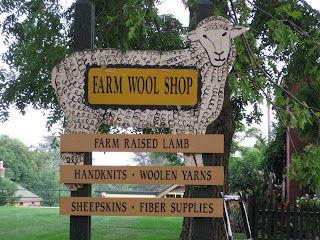 FARM WOOL SHOP
FARM RAISED LAMB
HANDKNITS • WOOLEN YARNS
SHEEPSKINS • FIBER SUPPLIES